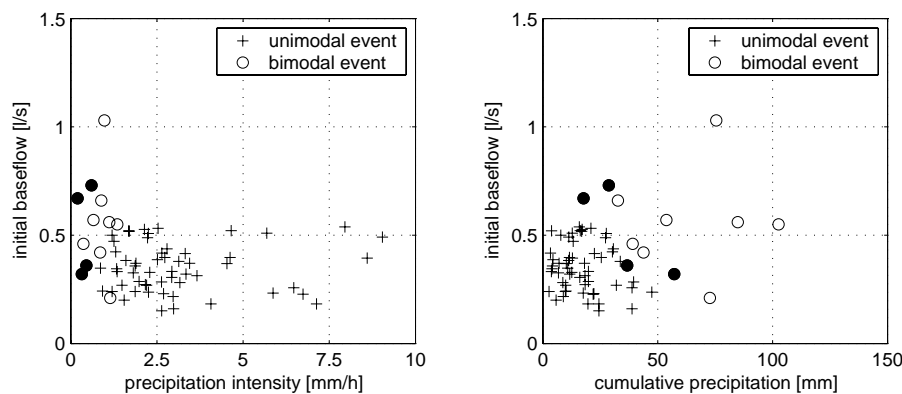 1.5
1
0.5
0
initial baseflow [l/s]
unimodal event
bimodal event
0 2.5 5 7.5 10
precipitation intensity [mm/h]
1.5
1
0.5
0
initial baseflow [l/s]
unimodal event
bimodal event
0 50 100 150
cumulative precipitation [mm]